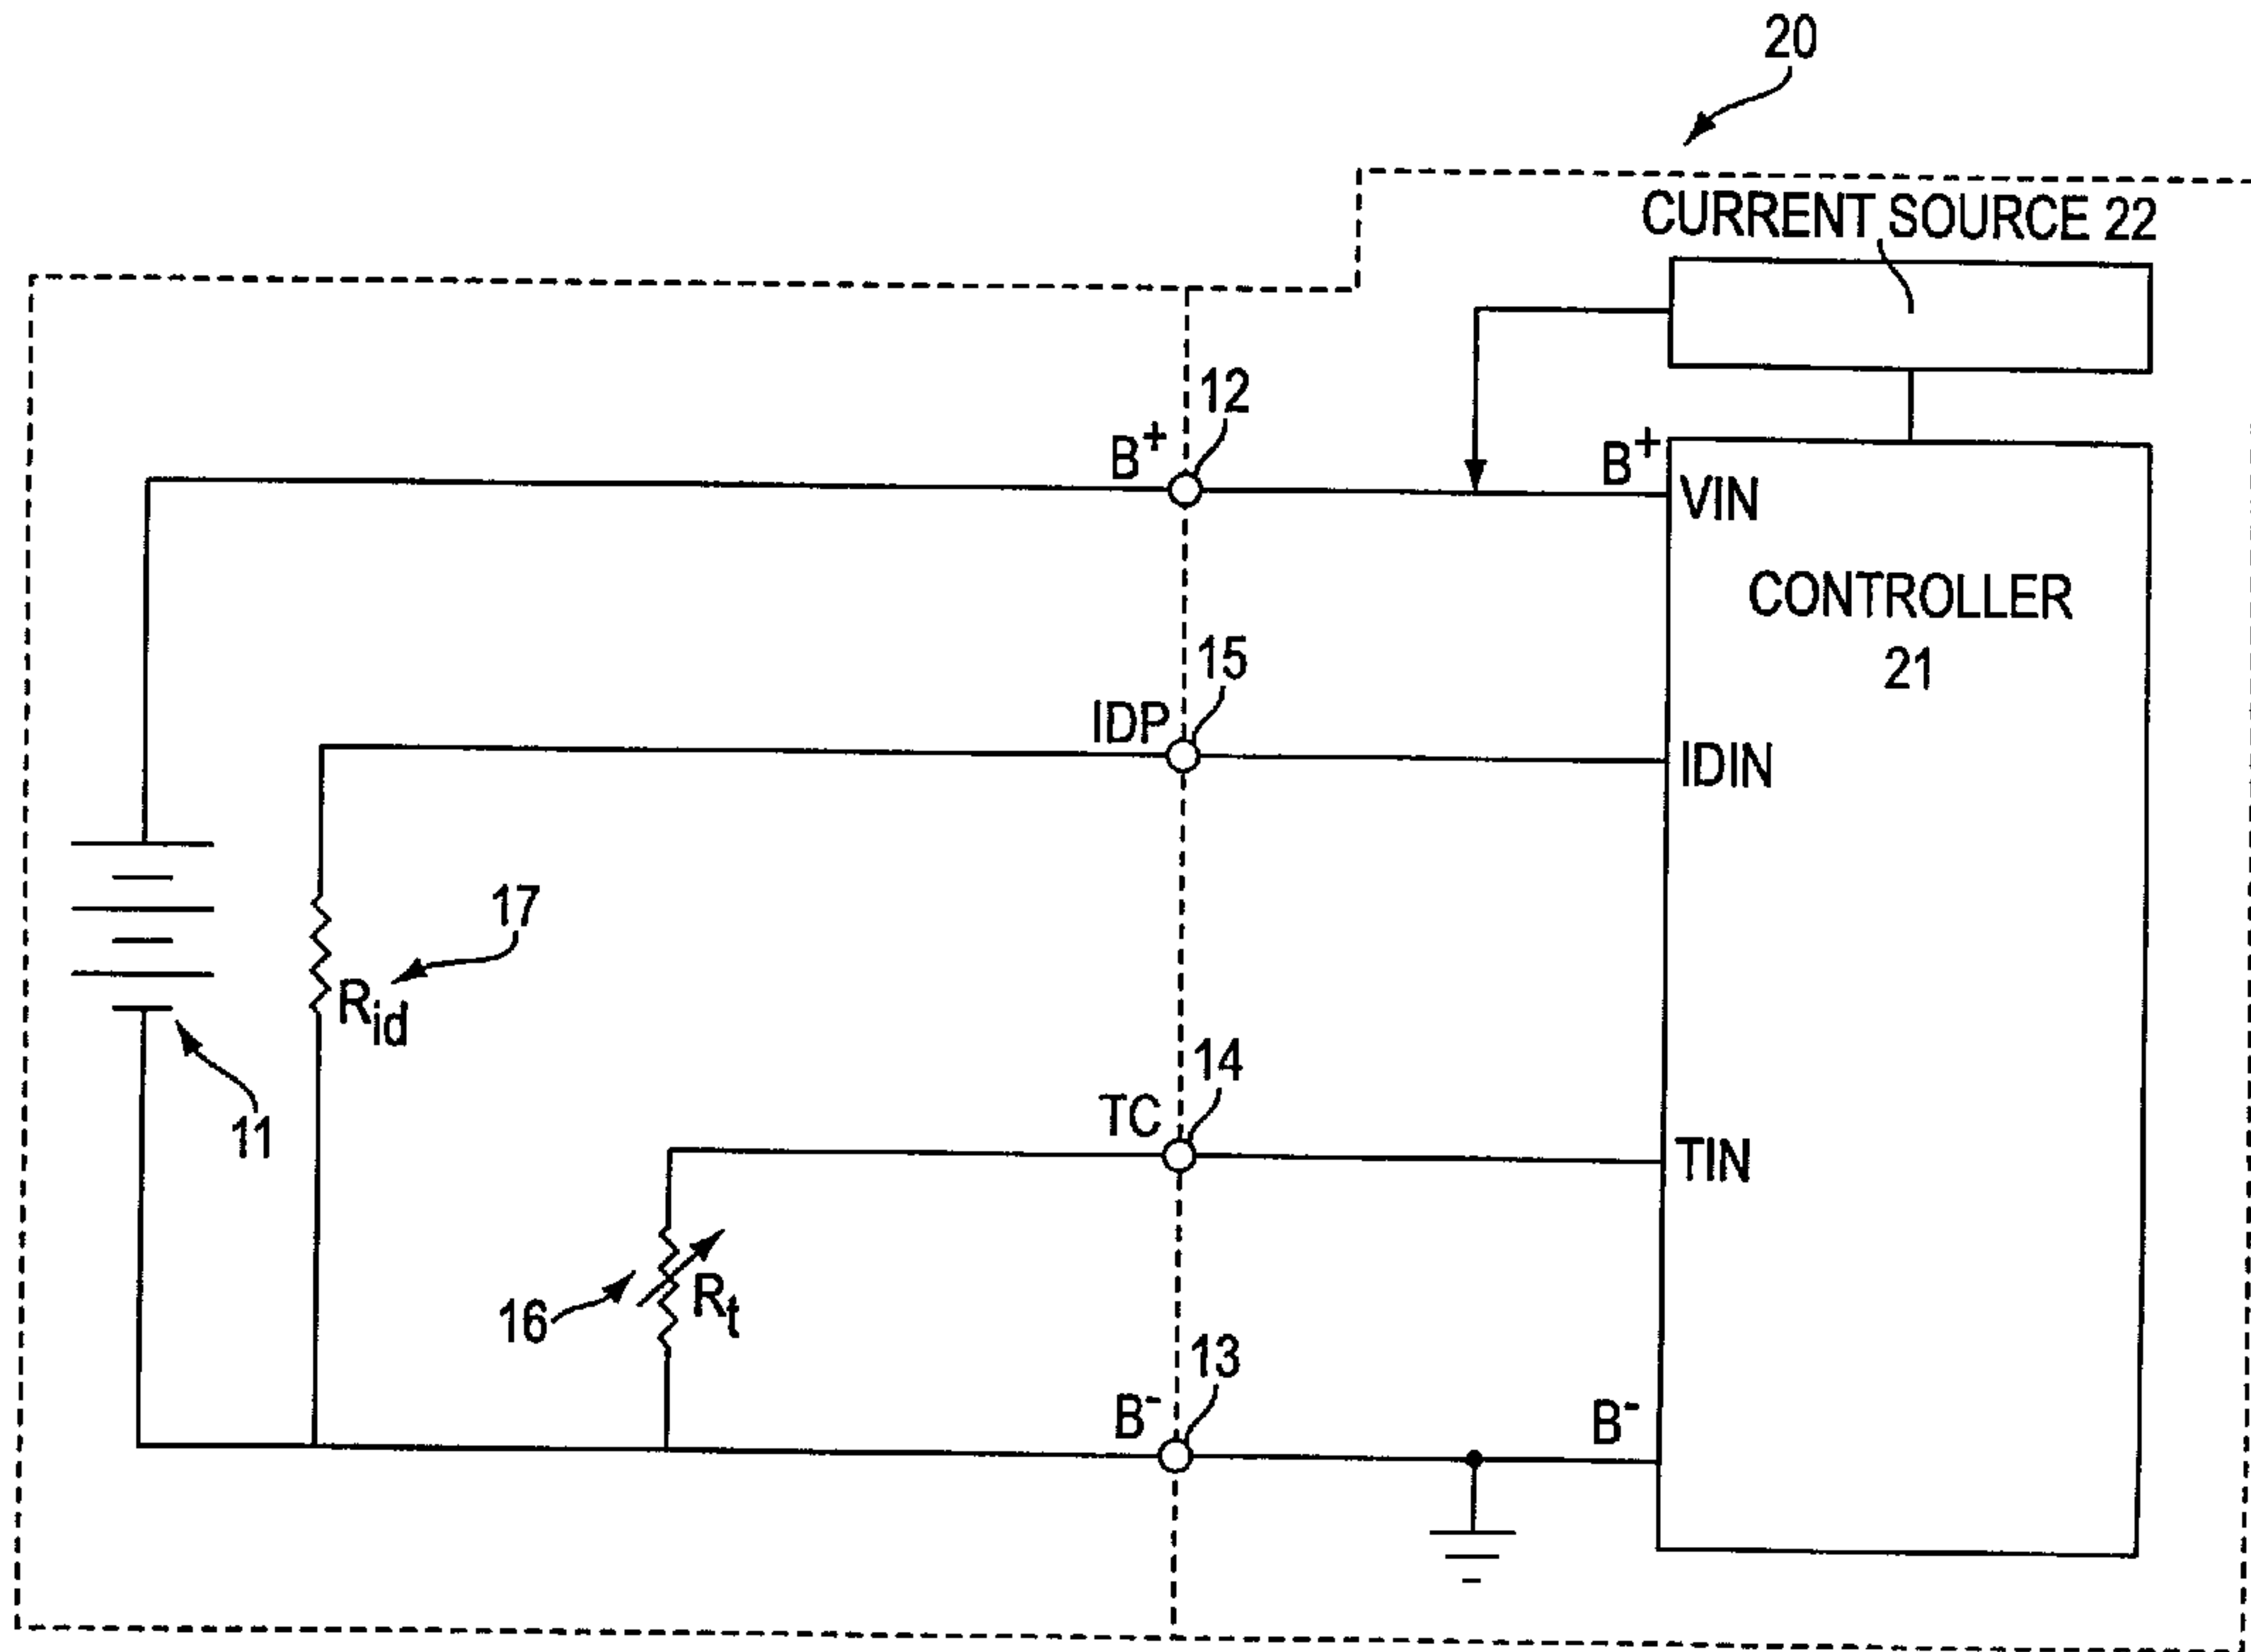 20
CURRENT SOURCE 22
12
B+
B+
VIN
CONTROLLER
21
15
IDP
IDIN
17
Rid
11
14
TC
TIN
16
Rt
13
B-
B-